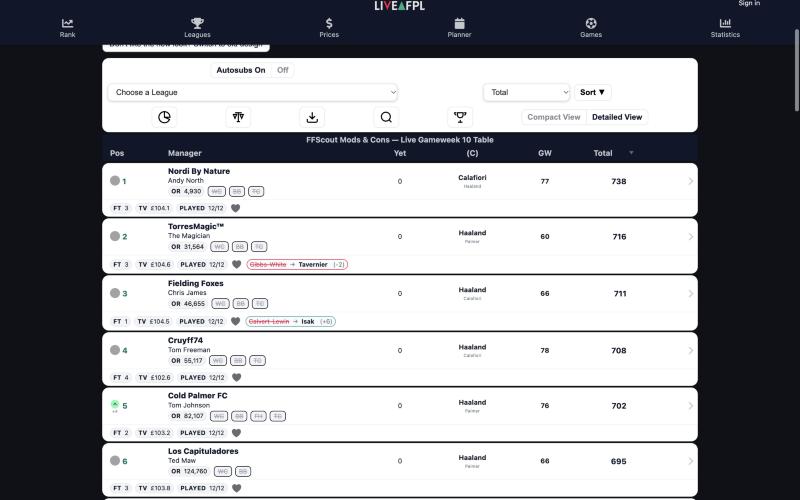 LIVEFPL
Sign in
Rank
Leagues
Prices
Planner
Games
Statistics
Don't like the new look? Switch to old design
Autosubs On Off
Choose a League
Total
Sort ▼
Compact View Detailed View
FFScout Mods & Cons — Live Gameweek 10 Table
Pos Manager Yet (C) GW Total ▼
1 Nordi By Nature 0 Calafiori 77 738
Andy North Haaland
OR 4,930 WC BB TC
FT 3 TV £104.1 PLAYED 12/12
2 TorresMagic™ 0 Haaland 60 716
The Magician Palmer
OR 31,564 WC BB TC
FT 3 TV £104.6 PLAYED 12/12 Gibbs-White → Tavernier (-2)
3 Fielding Foxes 0 Haaland 66 711
Chris James Calafiori
OR 46,655 WC BB TC
FT 1 TV £104.5 PLAYED 12/12 Calvert-Lewin → Isak (+6)
4 Cruyff74 0 Haaland 78 708
Tom Freeman Calafiori
OR 55,117 WC BB TC
FT 4 TV £102.6 PLAYED 12/12
5 Cold Palmer FC 0 Haaland 76 702
Tom Johnson Palmer
OR 82,107 WC BB FH TC
FT 2 TV £103.2 PLAYED 12/12
6 Los Capituladores 0 Haaland 66 695
Ted Maw Palmer
OR 124,760 WC BB
FT 3 TV £103.8 PLAYED 12/12